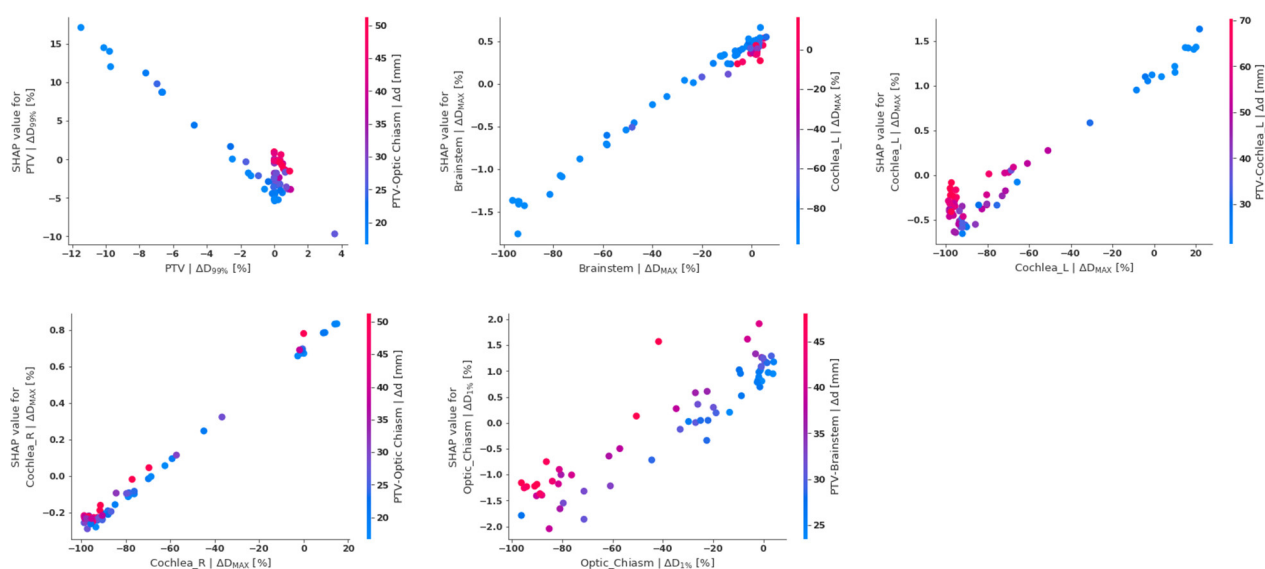 SHAP value for
PTV | ΔD99% [%]
15
10
5
0
−5
−10
−12 −10 −8 −6 −4 −2 0 2 4
PTV | ΔD99% [%]
50
45
40
35
30
25
20
PTV-Optic Chiasm | Δd [mm]
SHAP value for
Brainstem | ΔDMAX [%]
0.5
0.0
−0.5
−1.0
−1.5
−100 −80 −60 −40 −20 0
Brainstem | ΔDMAX [%]
0
−20
−40
−60
−80
Cochlea_L | ΔDMAX [%]
SHAP value for
Cochlea_L | ΔDMAX [%]
1.5
1.0
0.5
0.0
−0.5
−100 −80 −60 −40 −20 0 20
Cochlea_L | ΔDMAX [%]
70
60
50
40
30
PTV-Cochlea_L | Δd [mm]
SHAP value for
Cochlea_R | ΔDMAX [%]
0.8
0.6
0.4
0.2
0.0
−0.2
−100 −80 −60 −40 −20 0 20
Cochlea_R | ΔDMAX [%]
50
45
40
35
30
25
20
PTV-Optic Chiasm | Δd [mm]
SHAP value for
Optic_Chiasm | ΔD1% [%]
2.0
1.5
1.0
0.5
0.0
−0.5
−1.0
−1.5
−2.0
−100 −80 −60 −40 −20 0
Optic_Chiasm | ΔD1% [%]
45
40
35
30
25
PTV-Brainstem | Δd [mm]